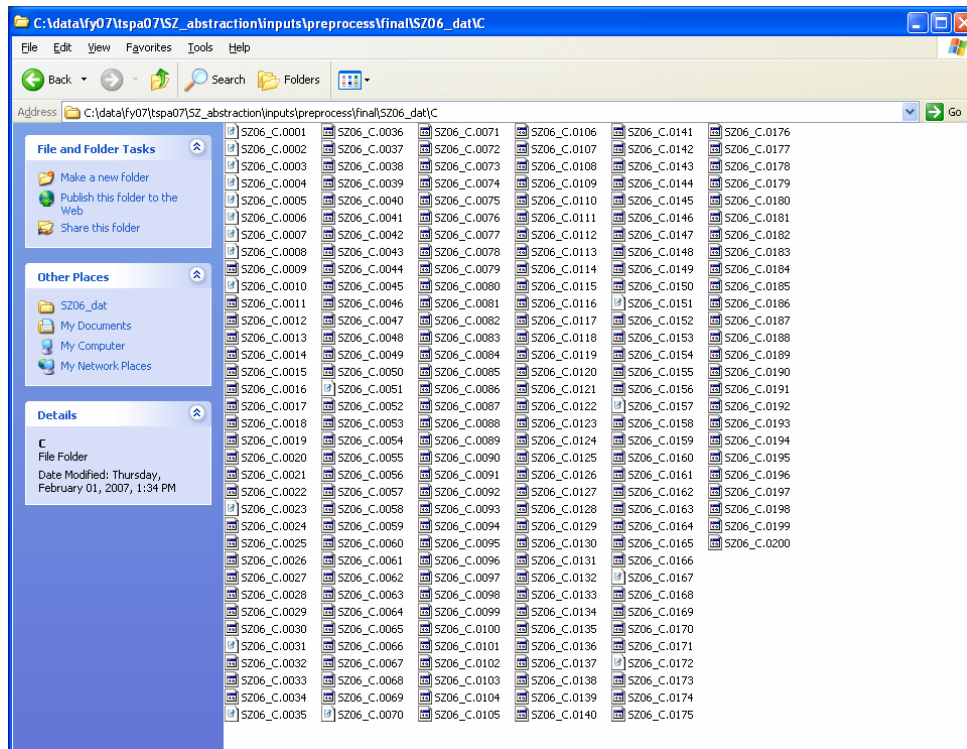 C:\data\fy07\tspa07\SZ_abstraction\inputs\preprocess\final\SZ06_dat\C
File Edit View Favorites Tools Help
Back Search Folders
Address C:\data\fy07\tspa07\SZ_abstraction\inputs\preprocess\final\SZ06_dat\C Go
File and Folder Tasks
Make a new folder
Publish this folder to the
Web
Share this folder
Other Places
SZ06_dat
My Documents
My Computer
My Network Places
Details
C
File Folder
Date Modified: Thursday,
February 01, 2007, 1:34 PM
SZ06_C.0001 SZ06_C.0036 SZ06_C.0071 SZ06_C.0106 SZ06_C.0141 SZ06_C.0176
SZ06_C.0002 SZ06_C.0037 SZ06_C.0072 SZ06_C.0107 SZ06_C.0142 SZ06_C.0177
SZ06_C.0003 SZ06_C.0038 SZ06_C.0073 SZ06_C.0108 SZ06_C.0143 SZ06_C.0178
SZ06_C.0004 SZ06_C.0039 SZ06_C.0074 SZ06_C.0109 SZ06_C.0144 SZ06_C.0179
SZ06_C.0005 SZ06_C.0040 SZ06_C.0075 SZ06_C.0110 SZ06_C.0145 SZ06_C.0180
SZ06_C.0006 SZ06_C.0041 SZ06_C.0076 SZ06_C.0111 SZ06_C.0146 SZ06_C.0181
SZ06_C.0007 SZ06_C.0042 SZ06_C.0077 SZ06_C.0112 SZ06_C.0147 SZ06_C.0182
SZ06_C.0008 SZ06_C.0043 SZ06_C.0078 SZ06_C.0113 SZ06_C.0148 SZ06_C.0183
SZ06_C.0009 SZ06_C.0044 SZ06_C.0079 SZ06_C.0114 SZ06_C.0149 SZ06_C.0184
SZ06_C.0010 SZ06_C.0045 SZ06_C.0080 SZ06_C.0115 SZ06_C.0150 SZ06_C.0185
SZ06_C.0011 SZ06_C.0046 SZ06_C.0081 SZ06_C.0116 SZ06_C.0151 SZ06_C.0186
SZ06_C.0012 SZ06_C.0047 SZ06_C.0082 SZ06_C.0117 SZ06_C.0152 SZ06_C.0187
SZ06_C.0013 SZ06_C.0048 SZ06_C.0083 SZ06_C.0118 SZ06_C.0153 SZ06_C.0188
SZ06_C.0014 SZ06_C.0049 SZ06_C.0084 SZ06_C.0119 SZ06_C.0154 SZ06_C.0189
SZ06_C.0015 SZ06_C.0050 SZ06_C.0085 SZ06_C.0120 SZ06_C.0155 SZ06_C.0190
SZ06_C.0016 SZ06_C.0051 SZ06_C.0086 SZ06_C.0121 SZ06_C.0156 SZ06_C.0191
SZ06_C.0017 SZ06_C.0052 SZ06_C.0087 SZ06_C.0122 SZ06_C.0157 SZ06_C.0192
SZ06_C.0018 SZ06_C.0053 SZ06_C.0088 SZ06_C.0123 SZ06_C.0158 SZ06_C.0193
SZ06_C.0019 SZ06_C.0054 SZ06_C.0089 SZ06_C.0124 SZ06_C.0159 SZ06_C.0194
SZ06_C.0020 SZ06_C.0055 SZ06_C.0090 SZ06_C.0125 SZ06_C.0160 SZ06_C.0195
SZ06_C.0021 SZ06_C.0056 SZ06_C.0091 SZ06_C.0126 SZ06_C.0161 SZ06_C.0196
SZ06_C.0022 SZ06_C.0057 SZ06_C.0092 SZ06_C.0127 SZ06_C.0162 SZ06_C.0197
SZ06_C.0023 SZ06_C.0058 SZ06_C.0093 SZ06_C.0128 SZ06_C.0163 SZ06_C.0198
SZ06_C.0024 SZ06_C.0059 SZ06_C.0094 SZ06_C.0129 SZ06_C.0164 SZ06_C.0199
SZ06_C.0025 SZ06_C.0060 SZ06_C.0095 SZ06_C.0130 SZ06_C.0165 SZ06_C.0200
SZ06_C.0026 SZ06_C.0061 SZ06_C.0096 SZ06_C.0131 SZ06_C.0166
SZ06_C.0027 SZ06_C.0062 SZ06_C.0097 SZ06_C.0132 SZ06_C.0167
SZ06_C.0028 SZ06_C.0063 SZ06_C.0098 SZ06_C.0133 SZ06_C.0168
SZ06_C.0029 SZ06_C.0064 SZ06_C.0099 SZ06_C.0134 SZ06_C.0169
SZ06_C.0030 SZ06_C.0065 SZ06_C.0100 SZ06_C.0135 SZ06_C.0170
SZ06_C.0031 SZ06_C.0066 SZ06_C.0101 SZ06_C.0136 SZ06_C.0171
SZ06_C.0032 SZ06_C.0067 SZ06_C.0102 SZ06_C.0137 SZ06_C.0172
SZ06_C.0033 SZ06_C.0068 SZ06_C.0103 SZ06_C.0138 SZ06_C.0173
SZ06_C.0034 SZ06_C.0069 SZ06_C.0104 SZ06_C.0139 SZ06_C.0174
SZ06_C.0035 SZ06_C.0070 SZ06_C.0105 SZ06_C.0140 SZ06_C.0175